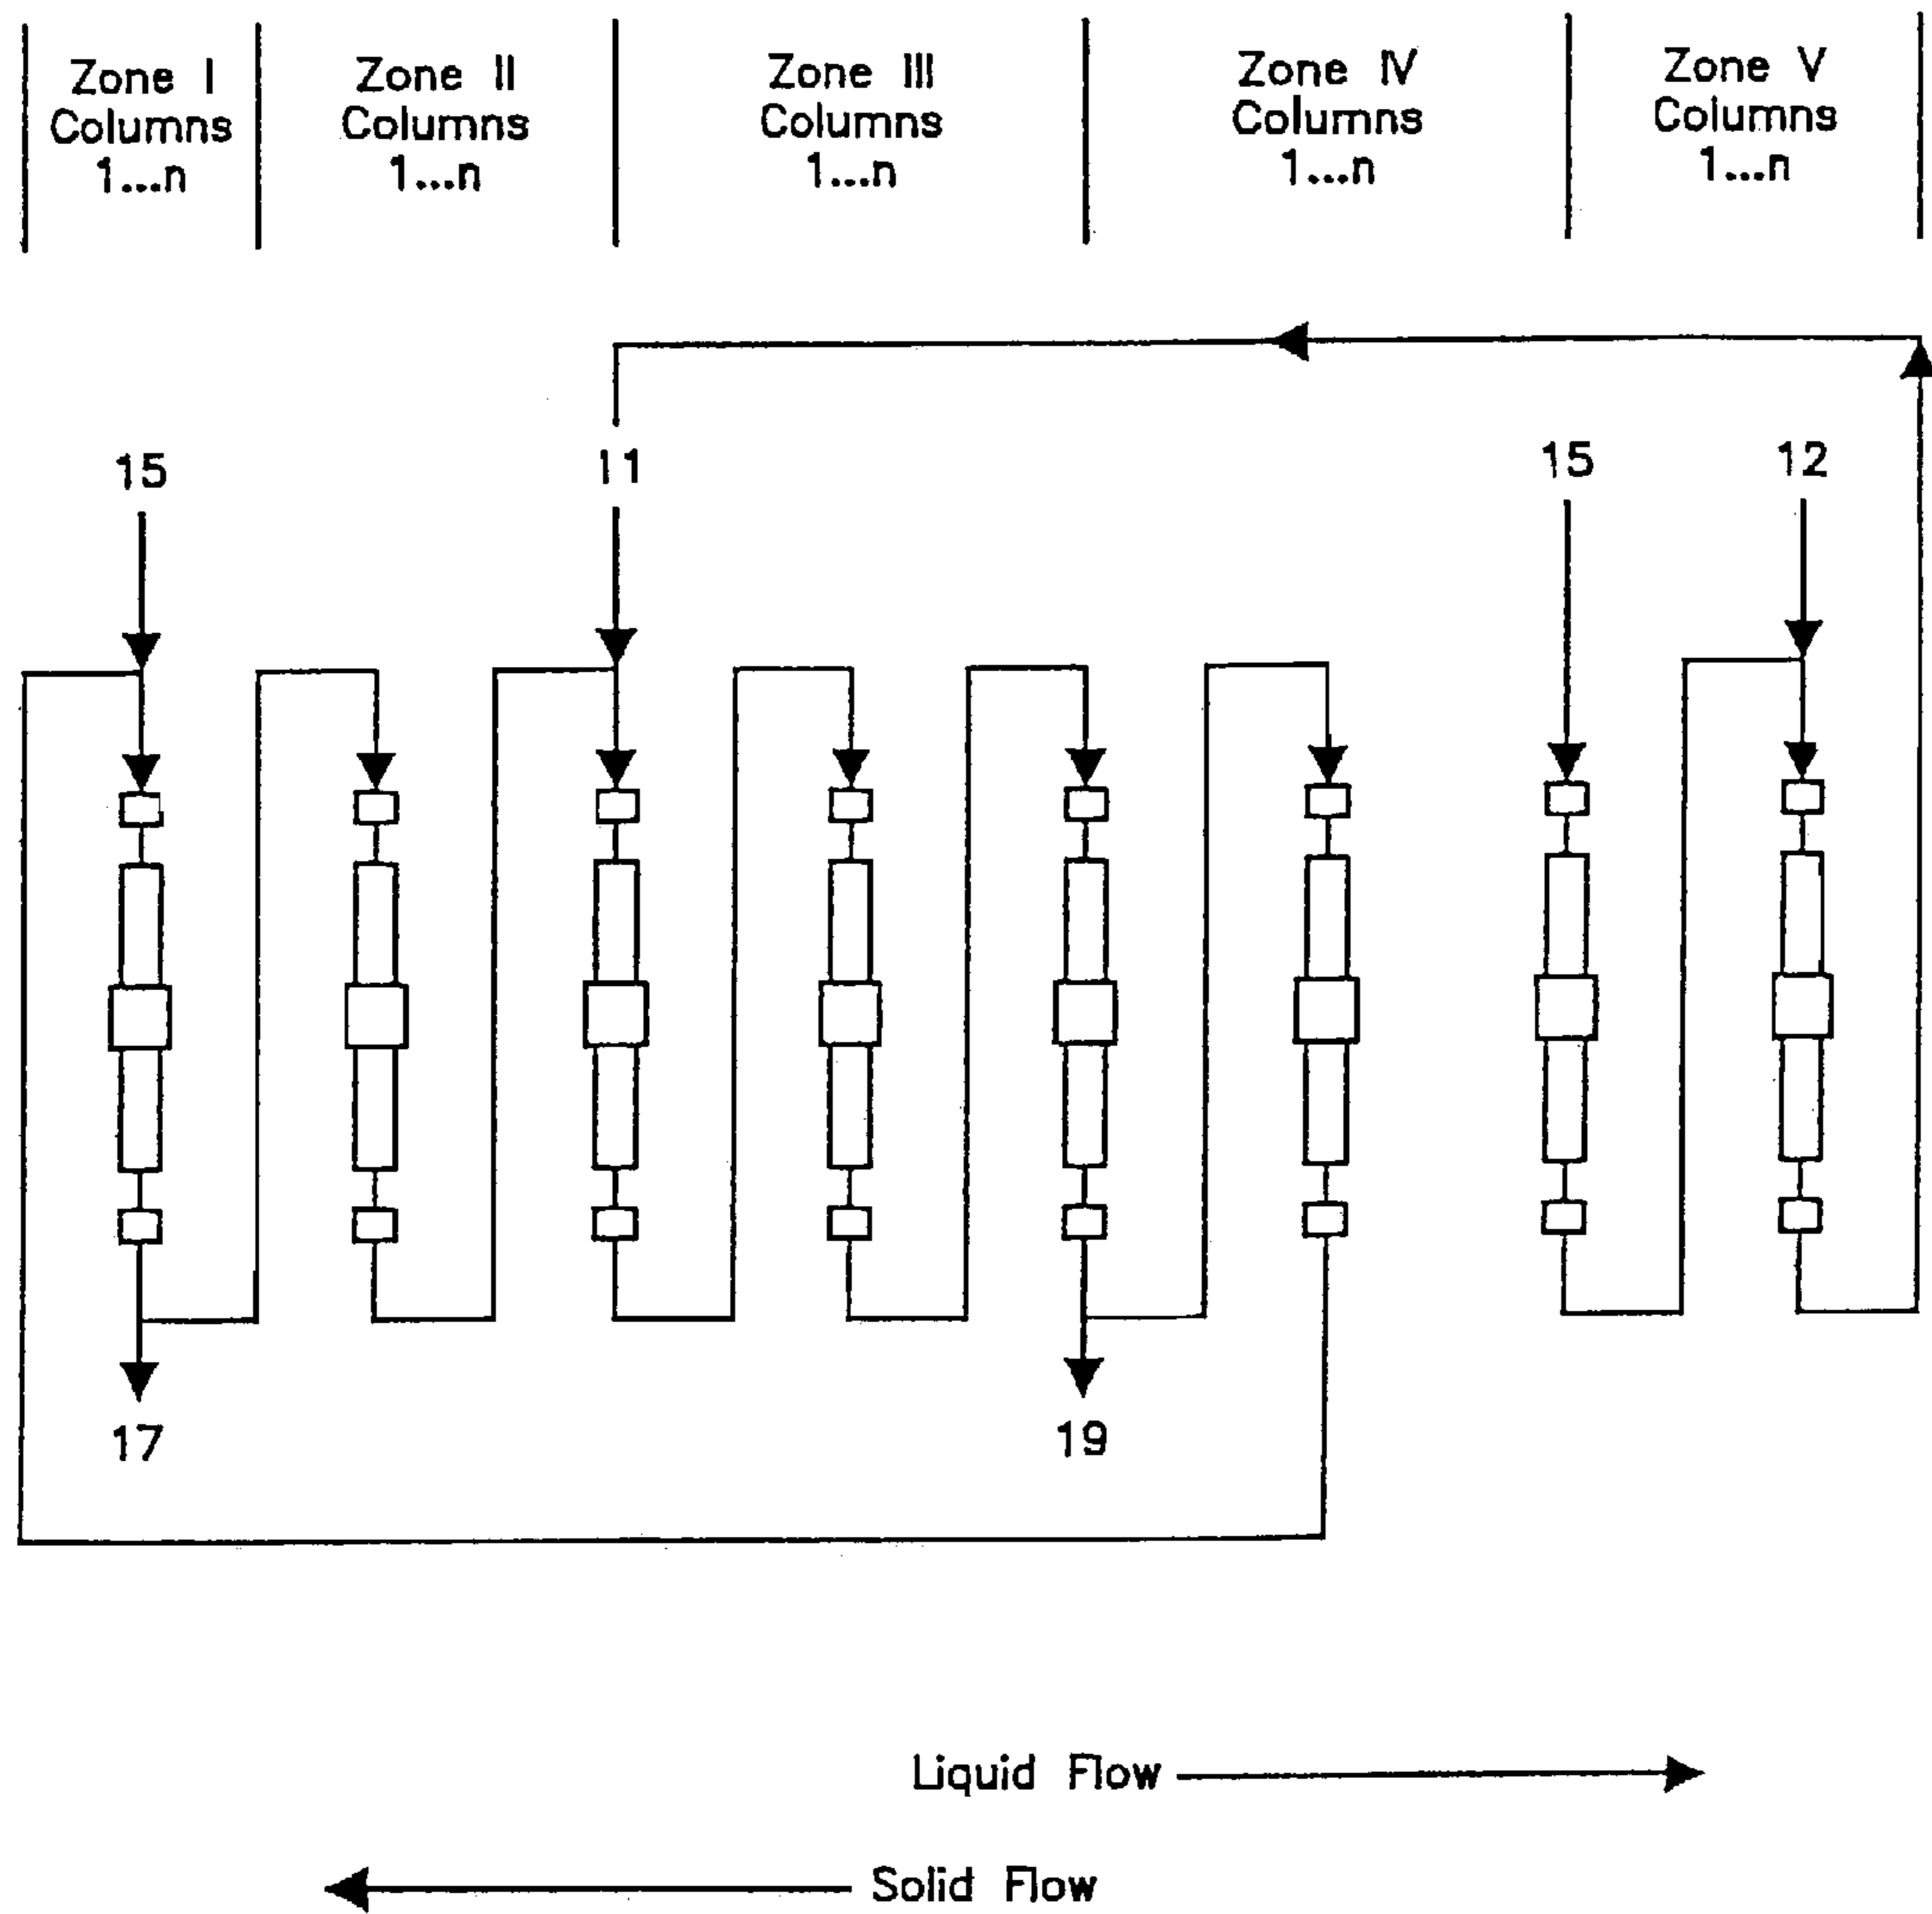 Zone I
Columns
1...n
Zone II
Columns
1...n
Zone III
Columns
1...n
Zone IV
Columns
1...n
Zone V
Columns
1...n
15
11
15
12
17
19
Liquid Flow
Solid Flow